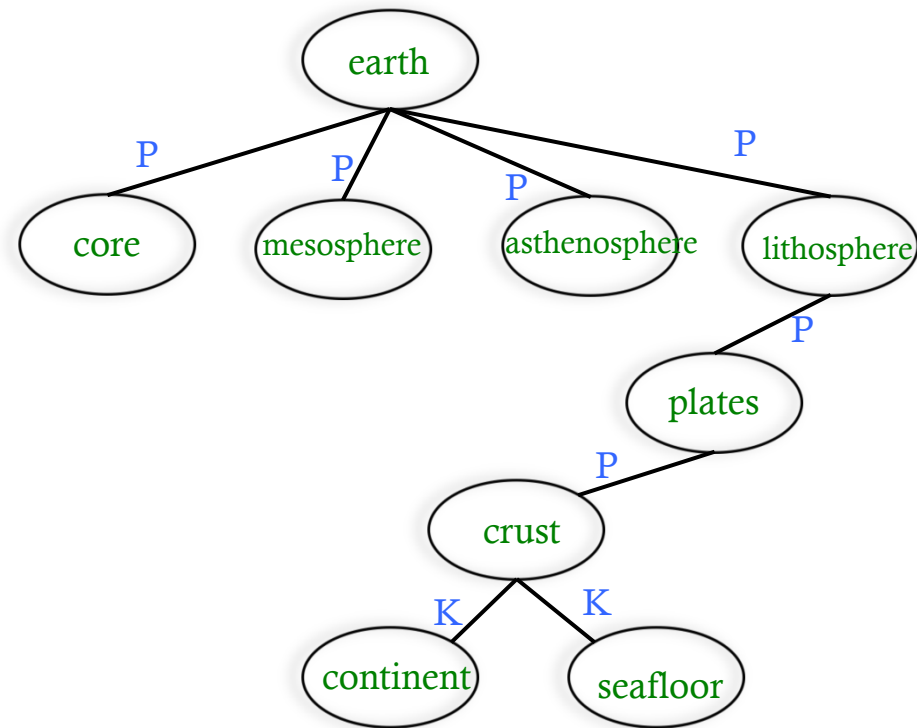 earth
P
P
P
P
core
mesosphere
asthenosphere
lithosphere
P
plates
P
crust
K
K
continent
seafloor